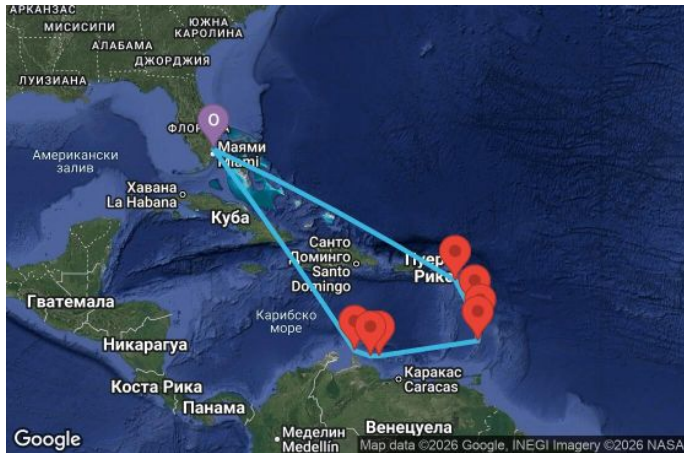 АРКАНЗАС
МИСИСИПИ
АЛАБАМА
ЛУИЗИАНА
ДЖОРДЖИЯ
ЮЖНА
КАРОЛИНА
O
Маями
Miami
Американски
залив
Хавана
La Habana
Куба
Санто
Доминго
Santo
Domingo
Рико
Гватемала
Карибско
море
Никарагуа
Коста Рика
Панама
Каракас
Caracas
Венецуела
Меделин
Medellín
Google
Map data ©2026 Google, INEGI Imagery ©2026 NASA